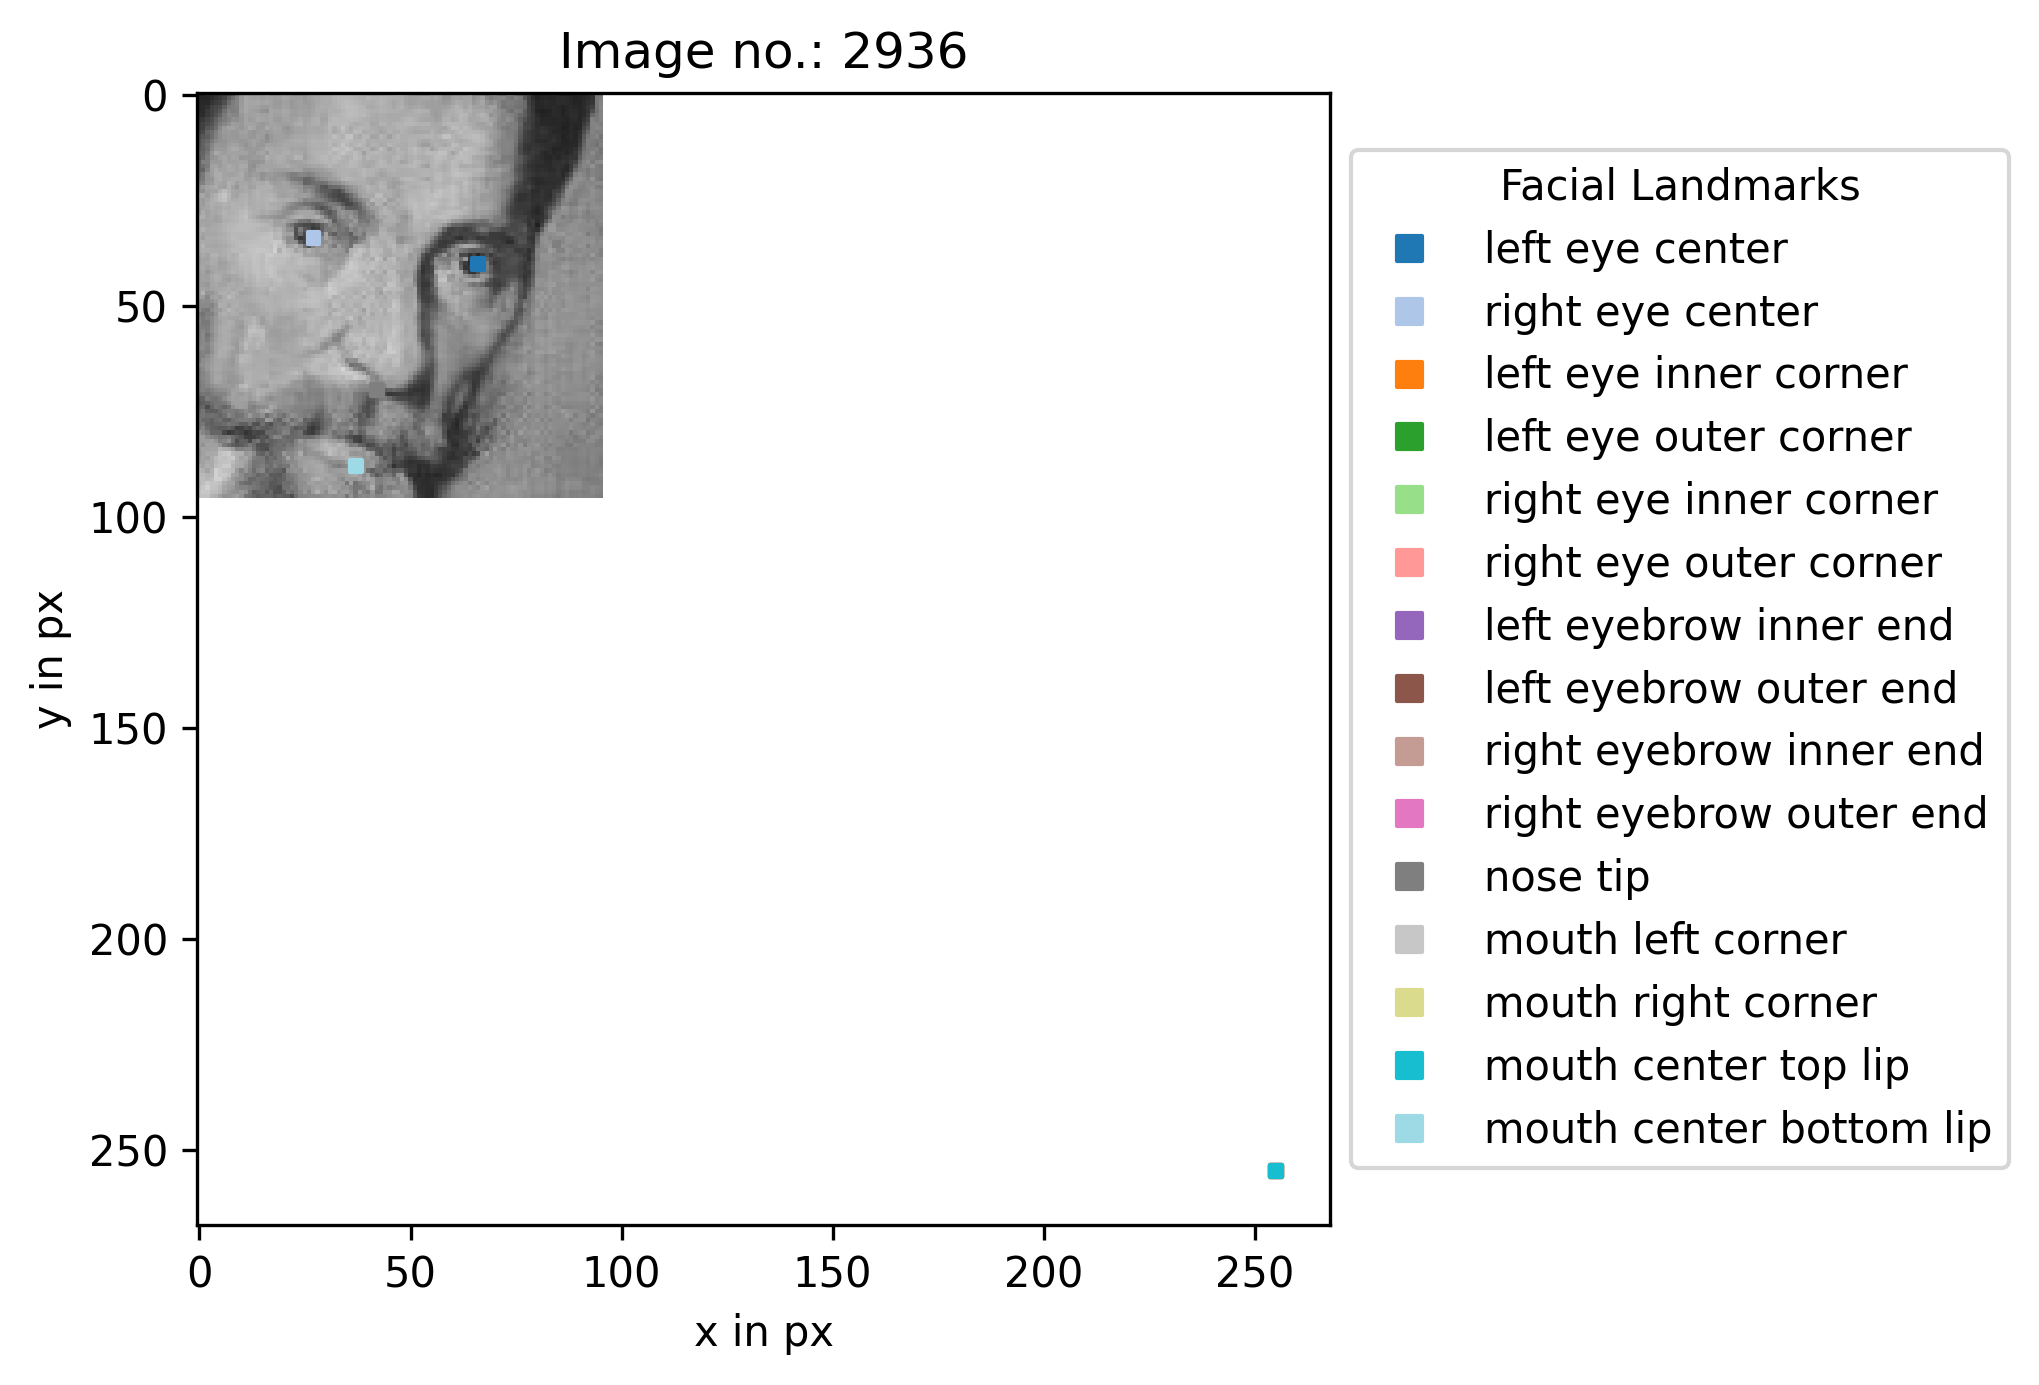 Image no.: 2936
0
50
100
150
200
250
y in px
0 50 100 150 200 250
x in px
Facial Landmarks
left eye center
right eye center
left eye inner corner
left eye outer corner
right eye inner corner
right eye outer corner
left eyebrow inner end
left eyebrow outer end
right eyebrow inner end
right eyebrow outer end
nose tip
mouth left corner
mouth right corner
mouth center top lip
mouth center bottom lip